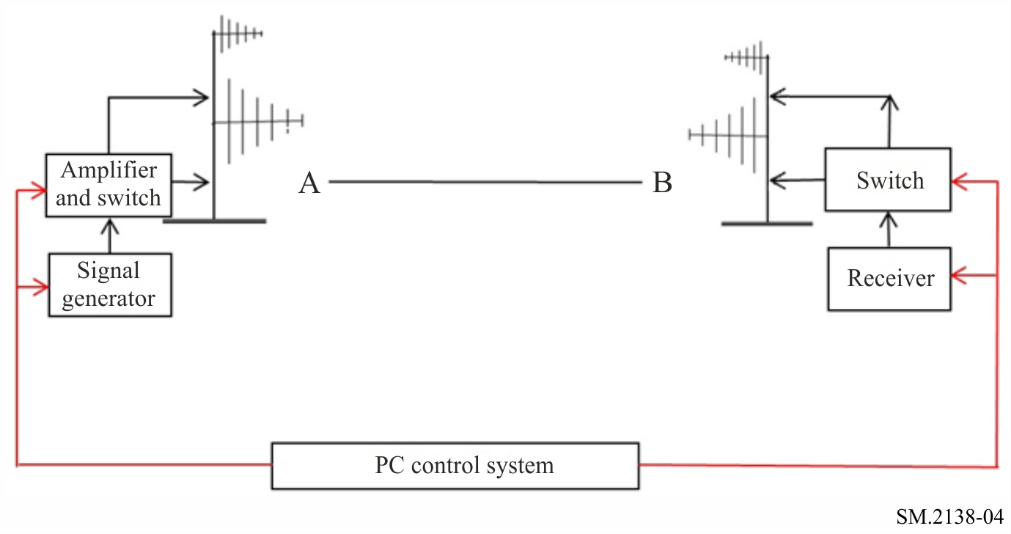 Amplifier
and switch
A
B
Switch
Signal
generator
Receiver
PC control system
SM.2138-04